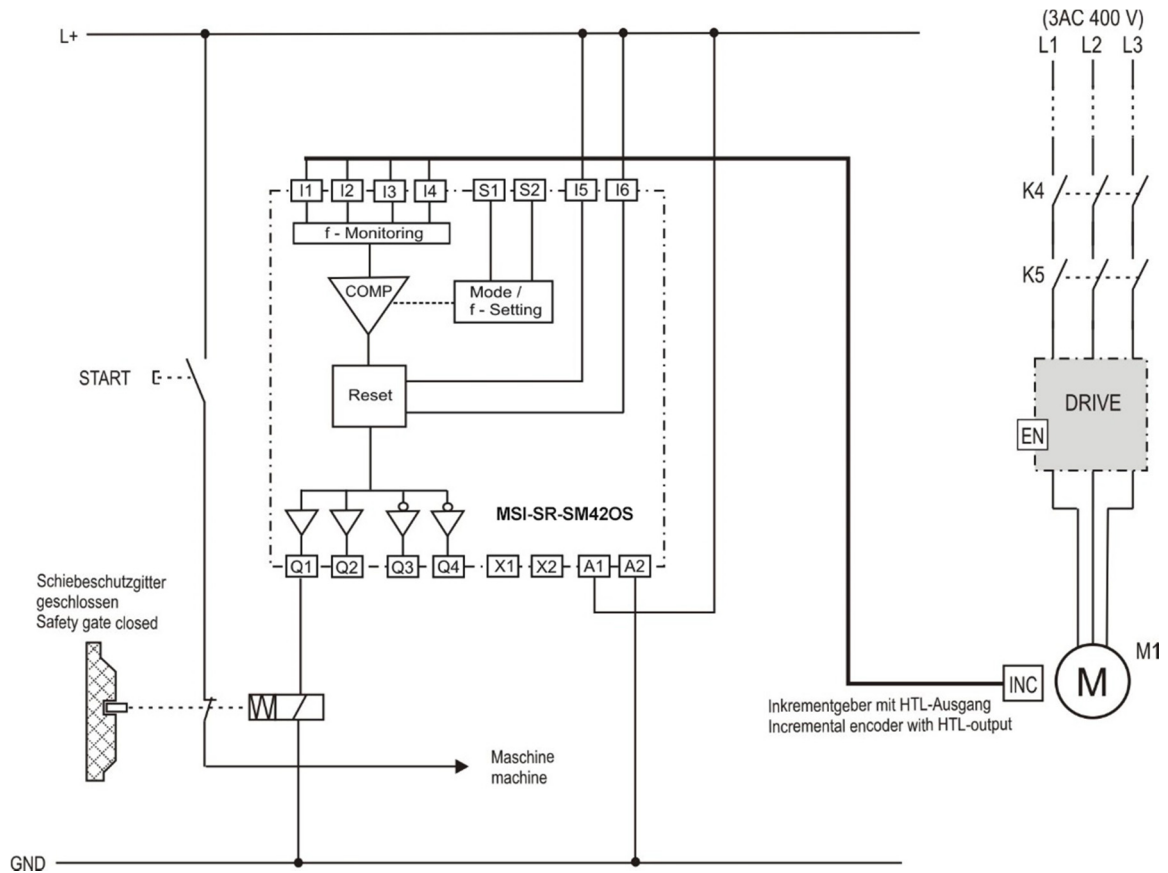 (3AC 400 V)
L1 L2 L3
L+
I1 I2 I3 I4 S1 S2 I5 I6
K4
f - Monitoring
COMP
Mode /
f - Setting
K5
START
Reset
DRIVE
EN
MSI-SR-SM42OS
Q1 Q2 Q3 Q4 X1 X2 A1 A2
Schiebeschutzgitter
geschlossen
Safety gate closed
M1
INC
M
Inkrementgeber mit HTL-Ausgang
Incremental encoder with HTL-output
Maschine
machine
GND